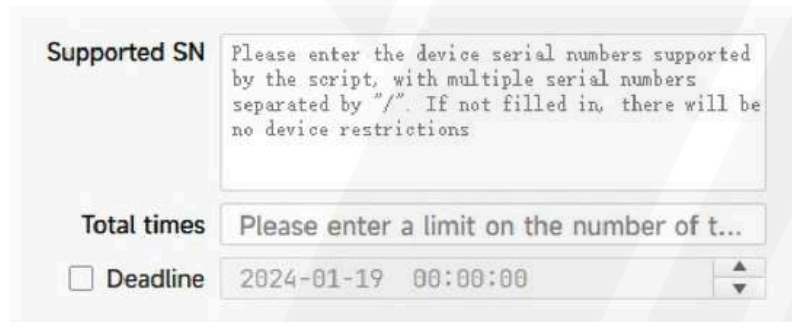 Supported SN
Please enter the device serial numbers supported
by the script, with multiple serial numbers
separated by "/". If not filled in, there will be
no device restrictions
Total times Please enter a limit on the number of t...
Deadline 2024-01-19 00:00:00